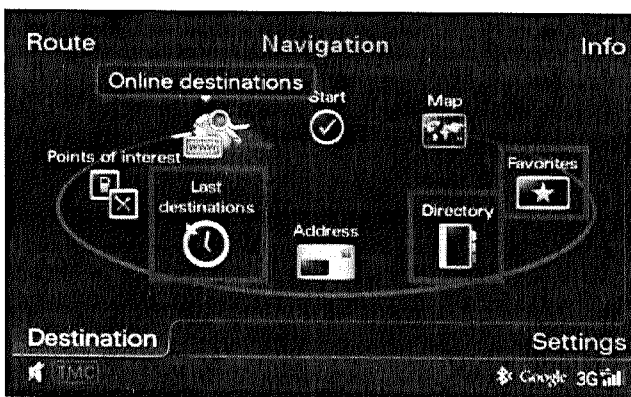 Route Navigation Info
Online destinations
Start
Map
www
Points of interest
Favorites
Last
destinations
Directory
Address
Destination
Settings
TMC
Google 3G